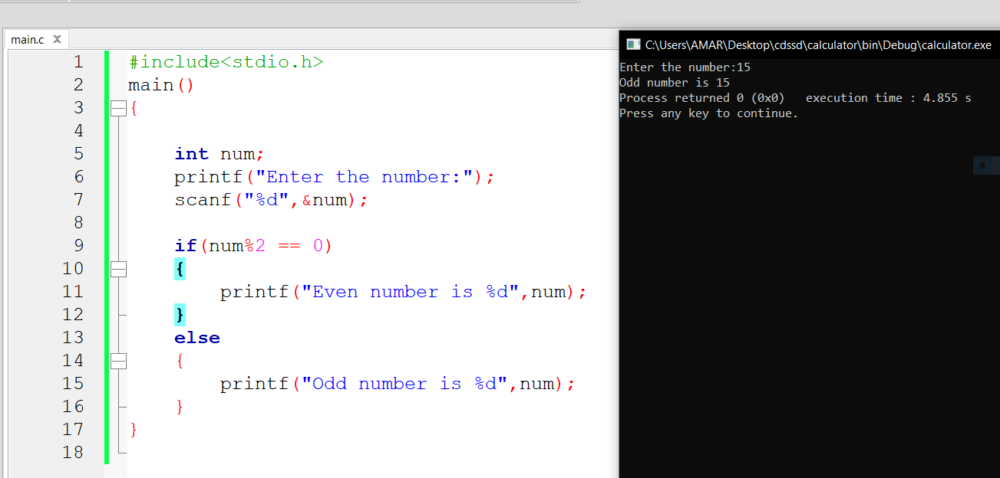 main.c X
1 #include<stdio.h>
2 main()
3 {
4
5 int num;
6 printf("Enter the number:");
7 scanf("%d",&num);
8
9 if(num%2 == 0)
10 {
11 printf("Even number is %d",num);
12 }
13 else
14 {
15 printf("Odd number is %d",num);
16 }
17 }
18
C:\Users\AMAR\Desktop\cdssd\calculator\bin\Debug\calculator.exe
Enter the number:15
Odd number is 15
Process returned 0 (0x0) execution time : 4.855 s
Press any key to continue.